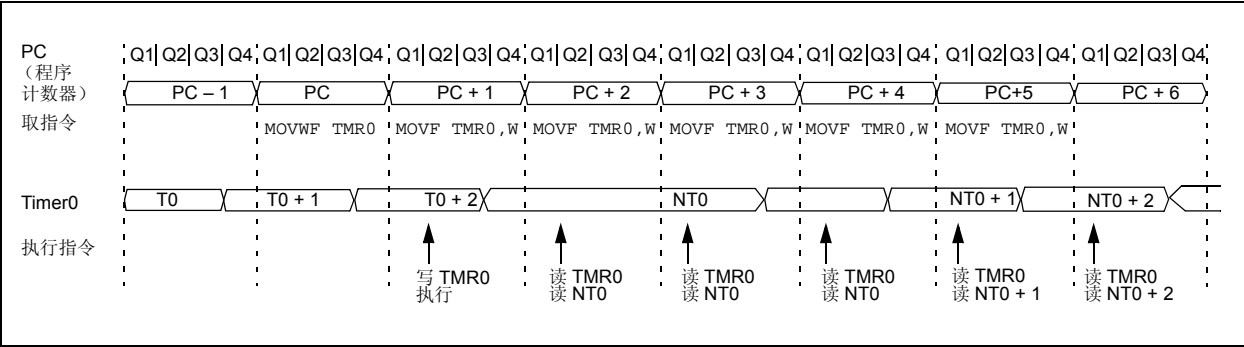 PC
（程序
计数器）
Q1 Q2 Q3 Q4 Q1 Q2 Q3 Q4 Q1 Q2 Q3 Q4 Q1 Q2 Q3 Q4 Q1 Q2 Q3 Q4 Q1 Q2 Q3 Q4 Q1 Q2 Q3 Q4 Q1 Q2 Q3 Q4
PC – 1 PC PC + 1 PC + 2 PC + 3 PC + 4 PC+5 PC + 6
取指令
MOVWF TMR0 MOVF TMR0,W MOVF TMR0,W MOVF TMR0,W MOVF TMR0,W MOVF TMR0,W
Timer0
T0 T0 + 1 T0 + 2 NT0 NT0 + 1 NT0 + 2
执行指令
写 TMR0 读 TMR0 读 TMR0 读 TMR0 读 TMR0 读 TMR0
执行 读 NT0 读 NT0 读 NT0 读 NT0 + 1 读 NT0 + 2